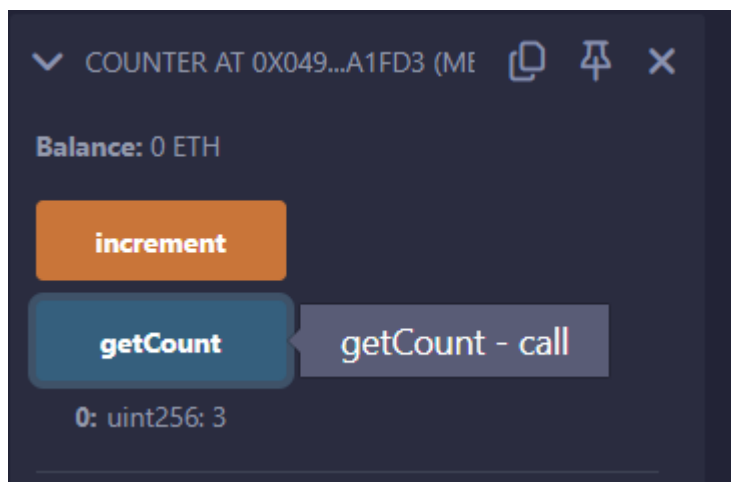 COUNTER AT 0X049...A1FD3 (ME
Balance: 0 ETH
increment
getCount
getCount - call
0: uint256: 3